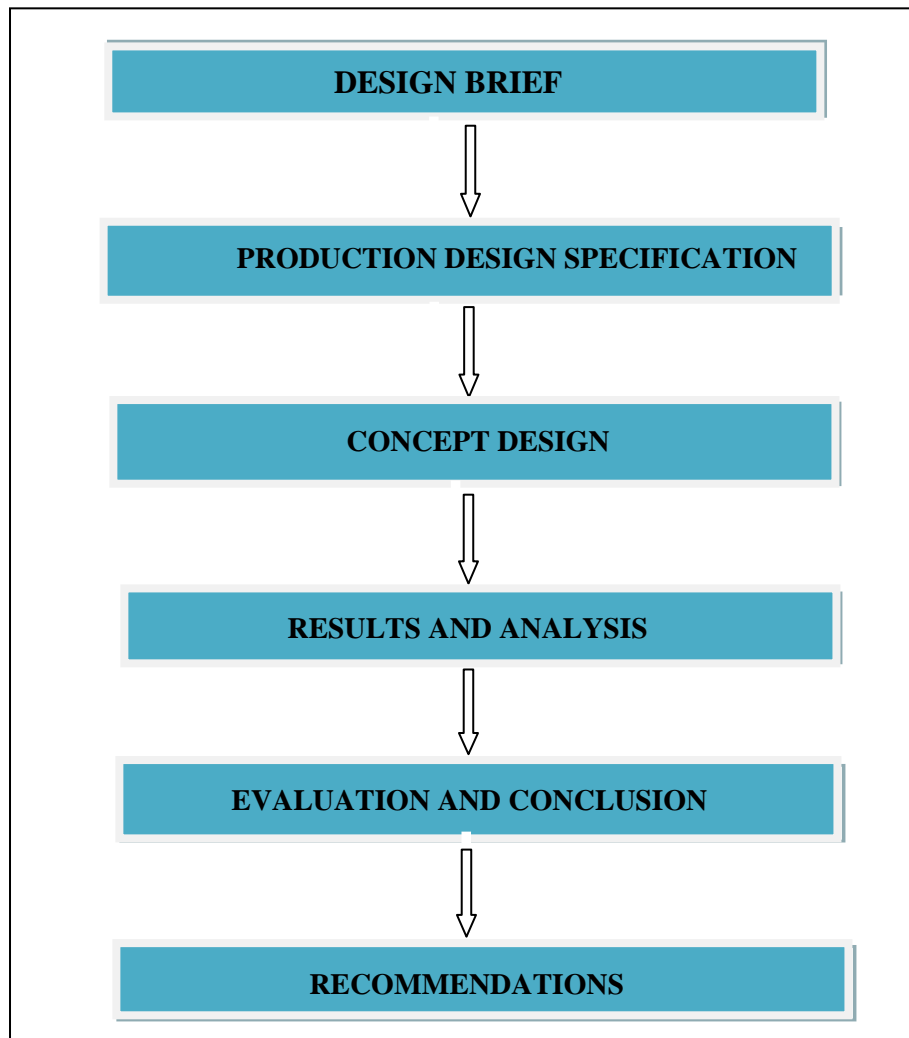 DESIGN BRIEF
PRODUCTION DESIGN SPECIFICATION
CONCEPT DESIGN
RESULTS AND ANALYSIS
EVALUATION AND CONCLUSION
RECOMMENDATIONS